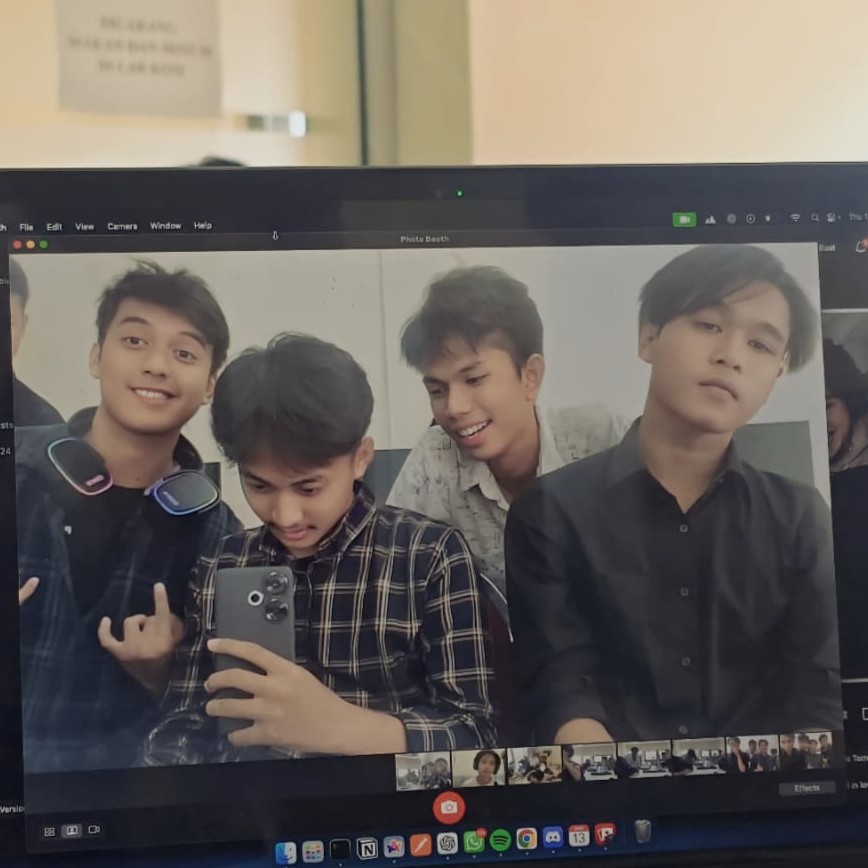 DILARANG
MAKAN DAN MINUM
DI LAB KOM
File Edit View Camera Window Help
Photo Booth
Effects
13